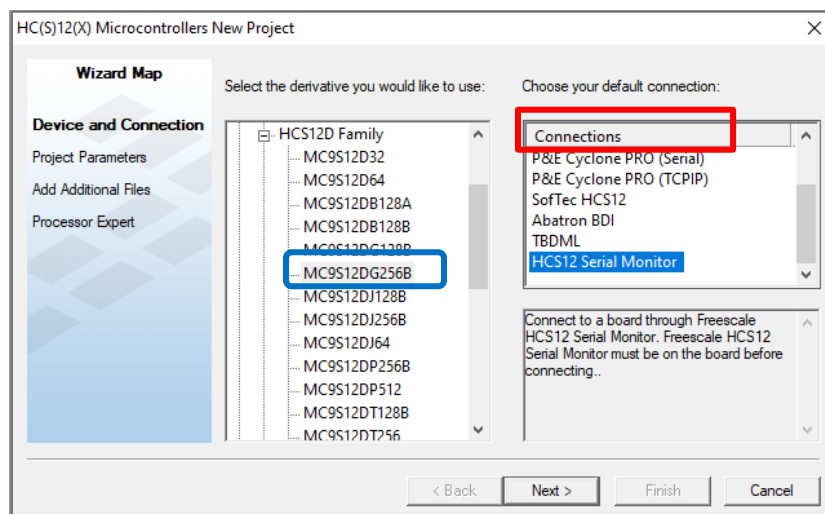 HC(S)12(X) Microcontrollers New Project
Wizard Map
Device and Connection
Project Parameters
Add Additional Files
Processor Expert
Select the derivative you would like to use:
HCS12D Family
MC9S12D32
MC9S12D64
MC9S12DB128A
MC9S12DB128B
MC9S12DG128B
MC9S12DG256B
MC9S12DJ128B
MC9S12DJ256B
MC9S12DJ64
MC9S12DP256B
MC9S12DP512
MC9S12DT128B
MC9S12DT256
Choose your default connection:
Connections
P&E Cyclone PRO (Serial)
P&E Cyclone PRO (TCPIP)
SofTec HCS12
Abatron BDI
TBDML
HCS12 Serial Monitor
Connect to a board through Freescale
HCS12 Serial Monitor. Freescale HCS12
Serial Monitor must be on the board before
connecting..
< Back
Next >
Finish
Cancel